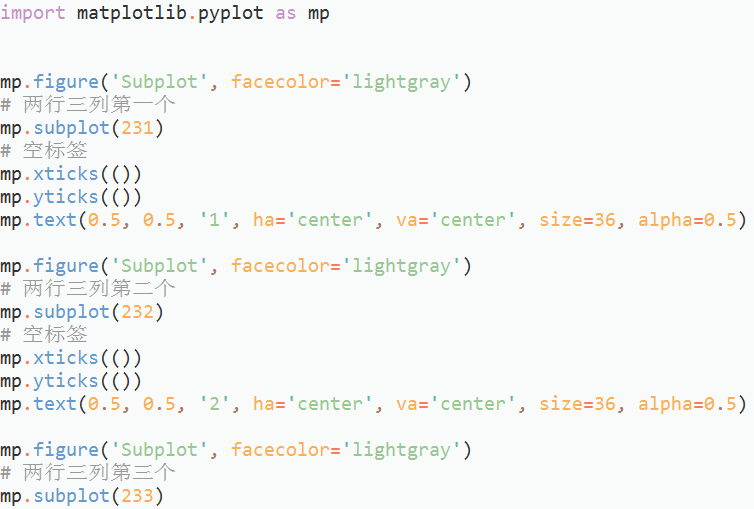 import matplotlib.pyplot as mp
mp.figure('Subplot', facecolor='lightgray')
# 两行三列第一个
mp.subplot(231)
# 空标签
mp.xticks(())
mp.yticks(())
mp.text(0.5, 0.5, '1', ha='center', va='center', size=36, alpha=0.5)
mp.figure('Subplot', facecolor='lightgray')
# 两行三列第二个
mp.subplot(232)
# 空标签
mp.xticks(())
mp.yticks(())
mp.text(0.5, 0.5, '2', ha='center', va='center', size=36, alpha=0.5)
mp.figure('Subplot', facecolor='lightgray')
# 两行三列第三个
mp.subplot(233)